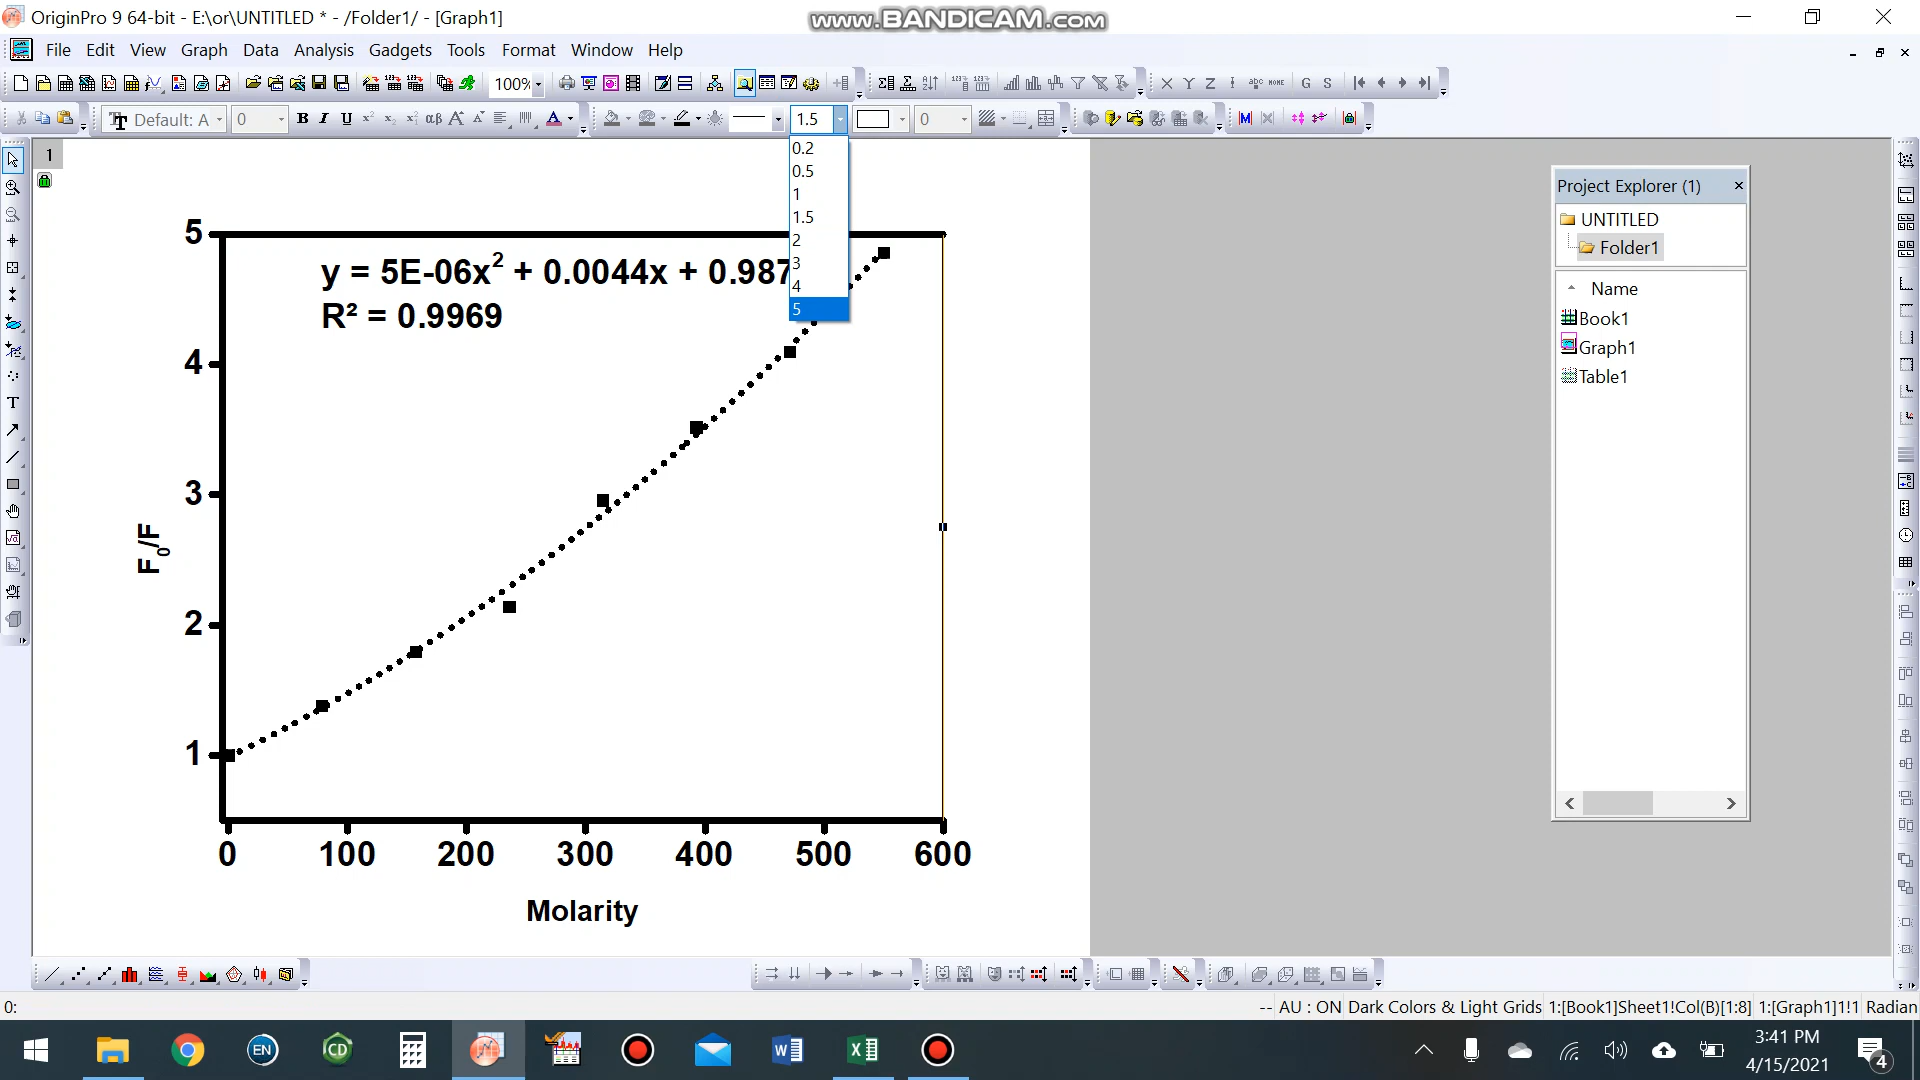 OriginPro 9 64-bit - E:\or\UNTITLED * - /Folder1/ - [Graph1]
www.BANDICAM.com
File Edit View Graph Data Analysis Gadgets Tools Format Window Help
100%
Default: A 0 B I U 1.5 0
1
0.2
0.5
1
1.5
2
3
4
5
Project Explorer (1)
UNTITLED
Folder1
Name
Book1
Graph1
Table1
5
4
3
2
1
y = 5E-06x² + 0.0044x + 0.987
R² = 0.9969
F₀/F
0 100 200 300 400 500 600
Molarity
0:
-- AU : ON Dark Colors & Light Grids 1:[Book1]Sheet1!Col(B)[1:8] 1:[Graph1]1!1 Radian
EN
CD
3:41 PM
4/15/2021
4